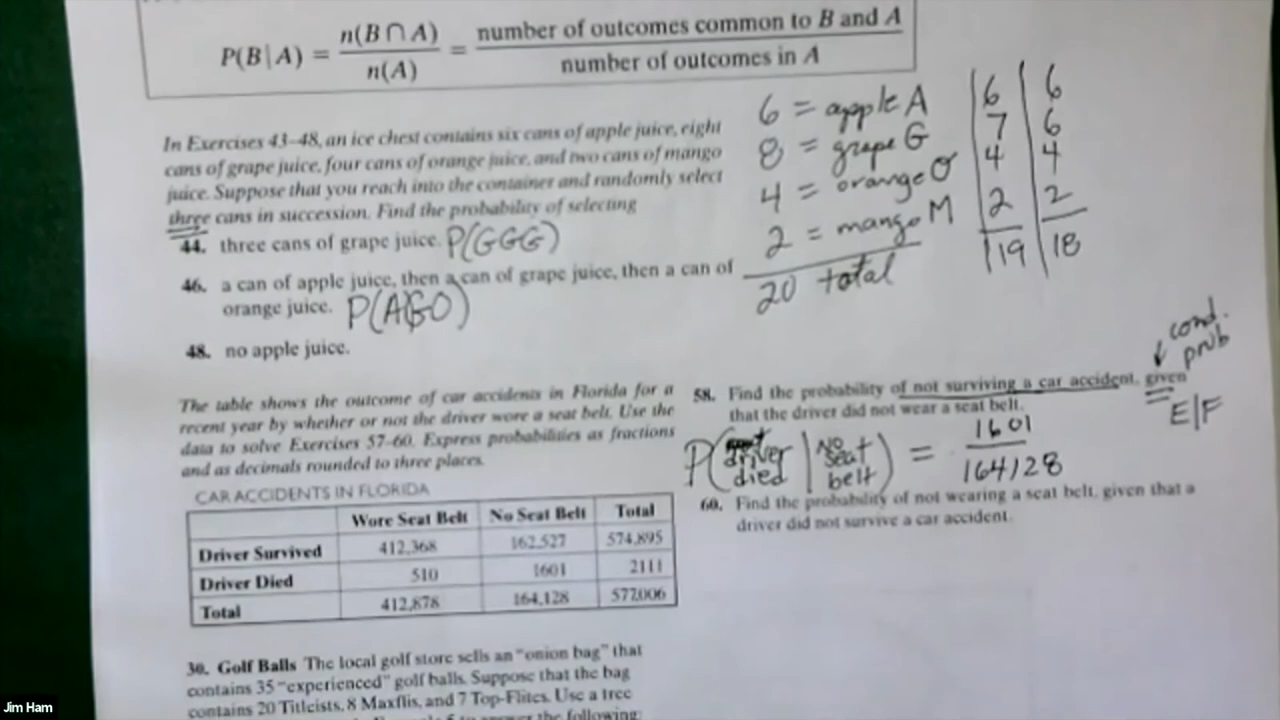 P(B|A) = n(B ∩ A) / n(A) = number of outcomes common to B and A / number of outcomes in A
In Exercises 43–48, an ice chest contains six cans of apple juice, eight
cans of grape juice, four cans of orange juice, and two cans of mango
juice. Suppose that you reach into the container and randomly select
three cans in succession. Find the probability of selecting
44. three cans of grape juice. P(GGG)
46. a can of apple juice, then a can of grape juice, then a can of
orange juice. P(AGO)
48. no apple juice.
6 = apple A | 6 | 6
8 = grape G | 7 | 6
4 = orange O | 4 | 4
2 = mango M | 2 | 2
20 total | 19 | 18
The table shows the outcome of car accidents in Florida for a
recent year by whether or not the driver wore a seat belt. Use the
data to solve Exercises 57–60. Express probabilities as fractions
and as decimals rounded to three places.
CAR ACCIDENTS IN FLORIDA
Wore Seat Belt No Seat Belt Total
Driver Survived 412,368 162,527 574,895
Driver Died 510 1601 2111
Total 412,878 164,128 577,006
cond.
prob
58. Find the probability of not surviving a car accident, given
that the driver did not wear a seat belt.
E|F
P(driver died | No seat belt) = 1601 / 164128
60. Find the probability of not wearing a seat belt, given that a
driver did not survive a car accident.
30. Golf Balls The local golf store sells an "onion bag" that
contains 35 "experienced" golf balls. Suppose that the bag
contains 20 Titleists, 8 Maxflis, and 7 Top-Flites. Use a tree
the following:
Jim Ham